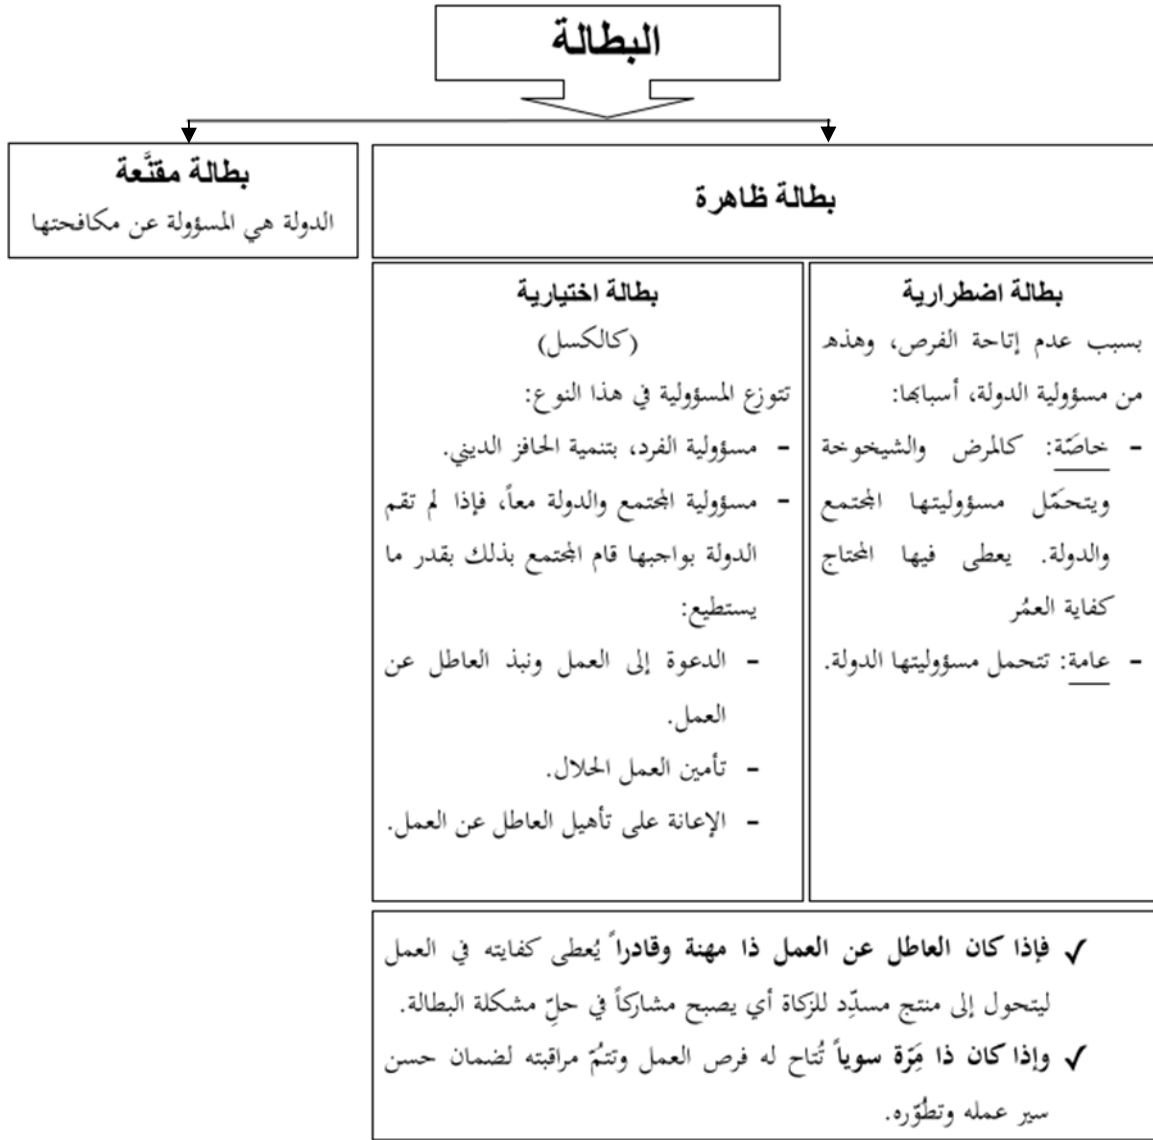 البطالة
بطالة ظاهرة
بطالة مقنَّعة
الدولة هي المسؤولة عن مكافحتها
بطالة اضطرارية
بسبب عدم إتاحة الفرص، وهذه
من مسؤولية الدولة، أسبابها:
- خاصّة: كالمرض والشيخوخة
ويتحمّل مسؤوليتها المجتمع
والدولة. يعطى فيها المحتاج
كفاية العمُر
- عامة: تتحمل مسؤوليتها الدولة.
بطالة اختيارية
(كالكسل)
تتوزع المسؤولية في هذا النوع:
- مسؤولية الفرد، بتنمية الحافز الديني.
- مسؤولية المجتمع والدولة معاً، فإذا لم تقم
الدولة بواجبها قام المجتمع بذلك بقدر ما
يستطيع:
- الدعوة إلى العمل ونبذ العاطل عن
العمل.
- تأمين العمل الحلال.
- الإعانة على تأهيل العاطل عن العمل.
✓ فإذا كان العاطل عن العمل ذا مهنة وقادراً يُعطى كفايته في العمل
ليتحول إلى منتج مسدِّد للزكاة أي يصبح مشاركاً في حلِّ مشكلة البطالة.
✓ وإذا كان ذا مَِرّة سوياً تُتاح له فرص العمل وتتمُّ مراقبته لضمان حسن
سير عمله وتطوّره.